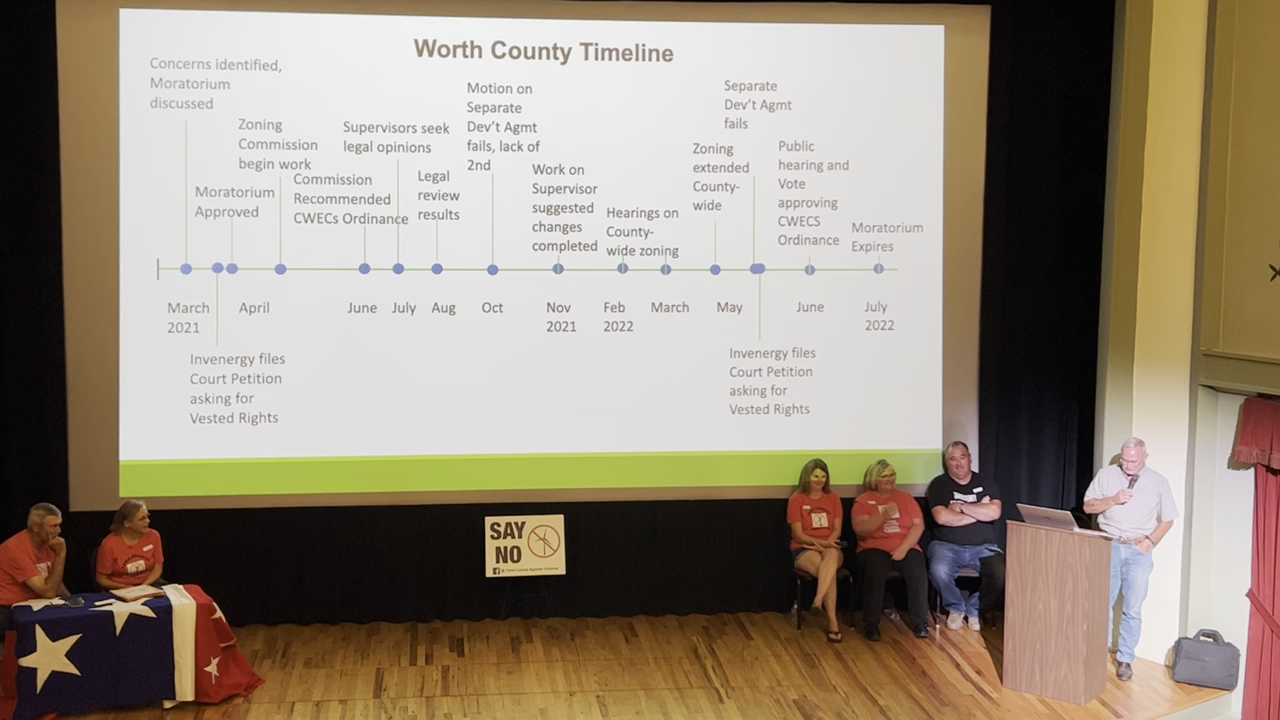 Worth County Timeline
Concerns identified,
Moratorium
discussed
Moratorium
Approved
Zoning
Commission
begin work
Commission
Recommended
CWECs Ordinance
Supervisors seek
legal opinions
Legal
review
results
Motion on
Separate
Dev't Agmt
fails, lack of
2nd
Work on
Supervisor
suggested
changes
completed
Hearings on
County-
wide zoning
Zoning
extended
County-
wide
Separate
Dev't Agmt
fails
Public
hearing and
Vote
approving
CWECS
Ordinance
Moratorium
Expires
March
2021
April
June
July
Aug
Oct
Nov
2021
Feb
2022
March
May
June
July
2022
Invenergy files
Court Petition
asking for
Vested Rights
Invenergy files
Court Petition
asking for
Vested Rights
SAY
NO